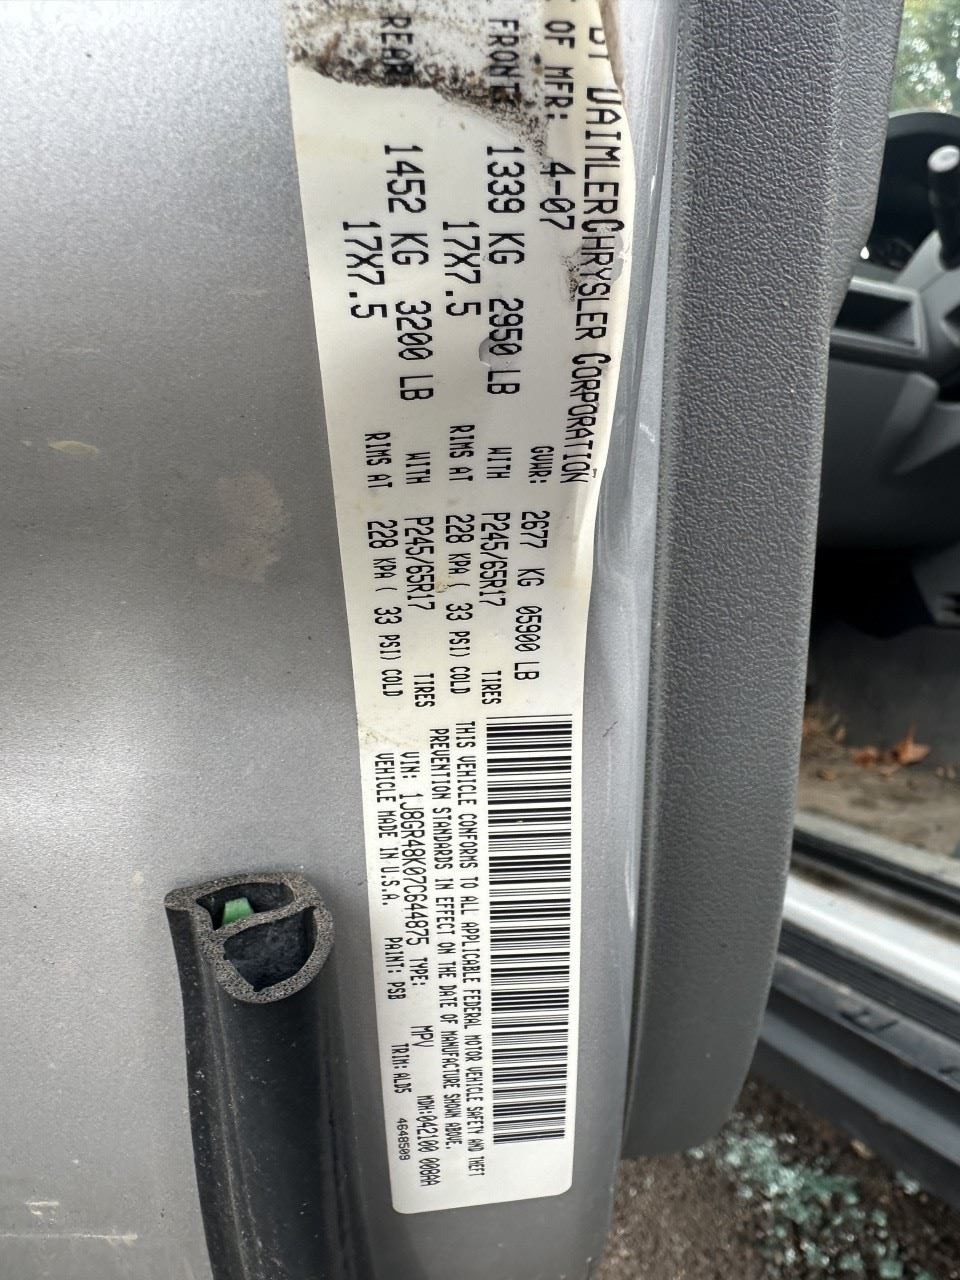 DAIMLERCHRYSLER CORPORATION
OF MFR: 4-07 GVWR: 2677 KG 05900 LB
FRONT 1339 KG 2950 LB WITH P245/65R17 TIRES
17X7.5 RIMS AT 228 KPA ( 33 PSI) COLD
REAR 1452 KG 3200 LB WITH P245/65R17 TIRES
17X7.5 RIMS AT 228 KPA ( 33 PSI) COLD
THIS VEHICLE CONFORMS TO ALL APPLICABLE FEDERAL MOTOR VEHICLE SAFETY AND THEFT
PREVENTION STANDARDS IN EFFECT ON THE DATE OF MANUFACTURE SHOWN ABOVE.
VIN: 1J8GR48K07C644875 TYPE: MPV MDH:042100 008AA
VEHICLE MADE IN U.S.A. PAINT: PSB TRIM: ALD5 4648509